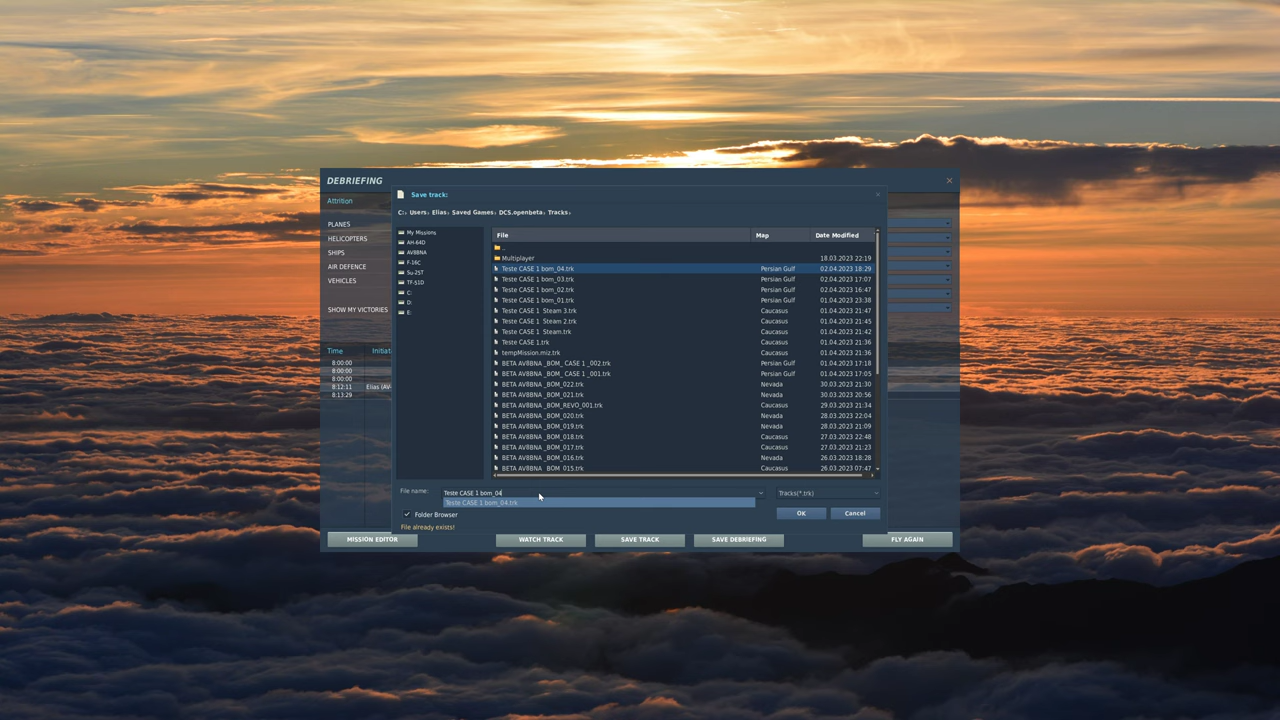 DEBRIEFING
Save track:
Attrition
C:\ Users\ Elias\ Saved Games\ DCS.openbeta\ Tracks\
PLANES
HELICOPTERS
SHIPS
AIR DEFENCE
VEHICLES
SHOW MY VICTORIES
My Missions
AH-64D
AV8BNA
F-16C
Su-25T
TF-51D
C:
D:
E:
File Map Date Modified
..
Multiplayer 18.03.2023 22:19
Teste CASE 1 bom_04.trk Persian Gulf 02.04.2023 18:29
Teste CASE 1 bom_03.trk Persian Gulf 02.04.2023 17:07
Teste CASE 1 bom_02.trk Persian Gulf 02.04.2023 16:47
Teste CASE 1 bom_01.trk Persian Gulf 01.04.2023 23:38
Teste CASE 1 Steam 3.trk Caucasus 01.04.2023 21:47
Teste CASE 1 Steam 2.trk Caucasus 01.04.2023 21:45
Teste CASE 1 Steam.trk Caucasus 01.04.2023 21:42
Teste CASE 1.trk Caucasus 01.04.2023 21:36
tempMission.miz.trk Caucasus 01.04.2023 21:36
BETA AV8BNA _BOM_ CASE 1 _002.trk Persian Gulf 01.04.2023 17:18
BETA AV8BNA _BOM_ CASE 1 _001.trk Persian Gulf 01.04.2023 17:05
BETA AV8BNA _BOM_022.trk Nevada 30.03.2023 21:30
BETA AV8BNA _BOM_021.trk Nevada 30.03.2023 20:56
BETA AV8BNA _BOM_REVO_001.trk Caucasus 29.03.2023 21:34
BETA AV8BNA _BOM_020.trk Nevada 28.03.2023 22:04
BETA AV8BNA _BOM_019.trk Nevada 28.03.2023 21:09
BETA AV8BNA _BOM_018.trk Caucasus 27.03.2023 22:48
BETA AV8BNA _BOM_017.trk Caucasus 27.03.2023 21:23
BETA AV8BNA _BOM_016.trk Nevada 26.03.2023 18:28
BETA AV8BNA _BOM_015.trk Caucasus 26.03.2023 07:47
Time Initiat
8:00:00
8:00:00
8:00:00
8:12:11 Elias (AV-
8:13:29
File name: Teste CASE 1 bom_04 Tracks(*.trk)
Teste CASE 1 bom_04.trk
Folder Browser OK Cancel
File already exists!
MISSION EDITOR WATCH TRACK SAVE TRACK SAVE DEBRIEFING FLY AGAIN